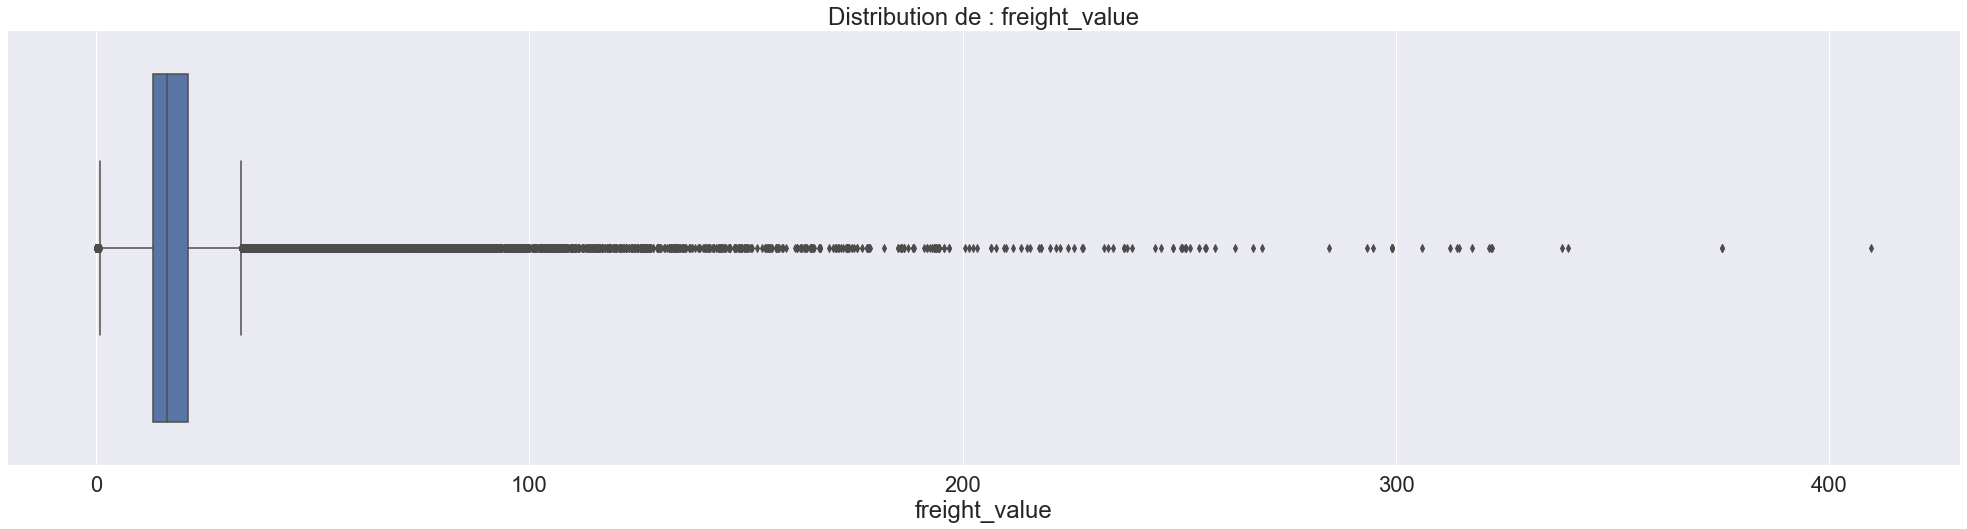 Distribution de : freight_value
0 100 200 300 400
freight_value